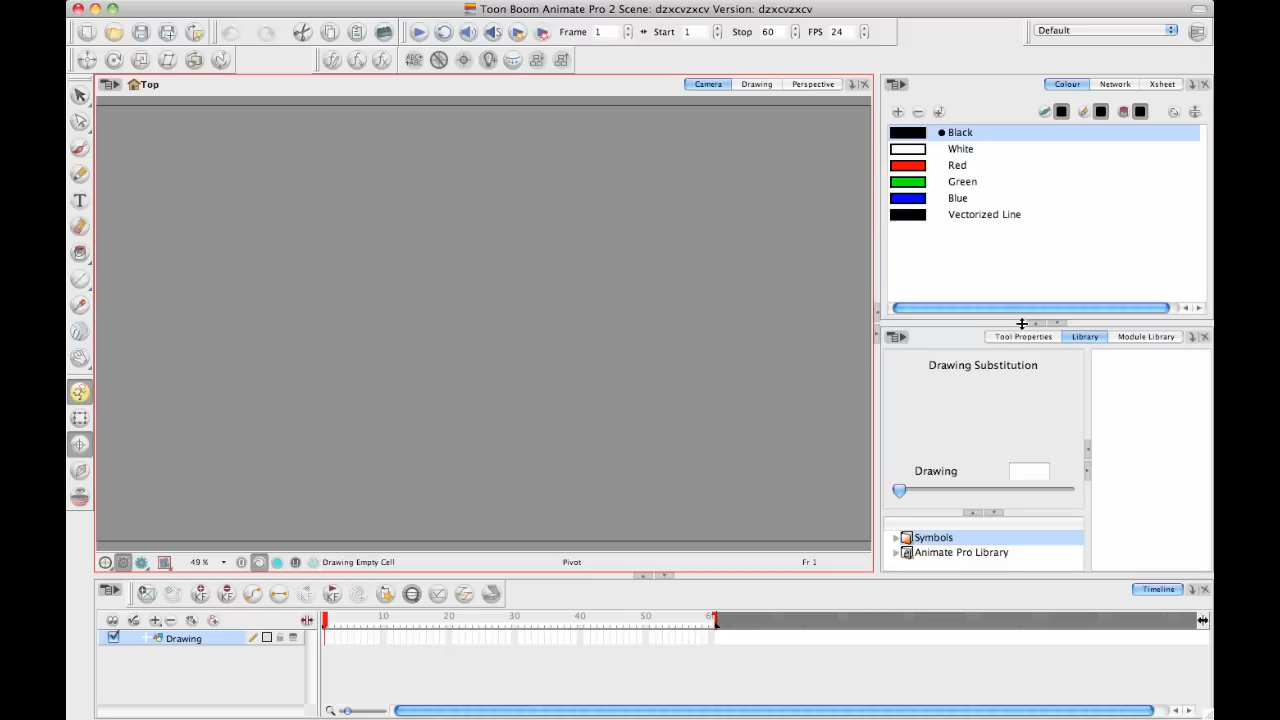 Toon Boom Animate Pro 2 Scene: dzxcvzxcv Version: dzxcvzxcv
Frame 1 Start 1 Stop 60 FPS 24
Default
Top
Camera Drawing Perspective
Colour Network Xsheet
Black
White
Red
Green
Blue
Vectorized Line
Tool Properties Library Module Library
Drawing Substitution
Drawing
Symbols
Animate Pro Library
49 % Drawing Empty Cell Pivot Fr 1
Timeline
KF KF KF
10 20 30 40 50
Drawing